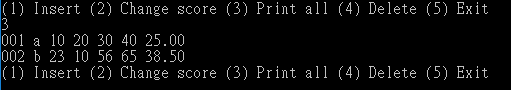 (1) Insert (2) Change score (3) Print all (4) Delete (5) Exit
3
001 a 10 20 30 40 25.00
002 b 23 10 56 65 38.50
(1) Insert (2) Change score (3) Print all (4) Delete (5) Exit